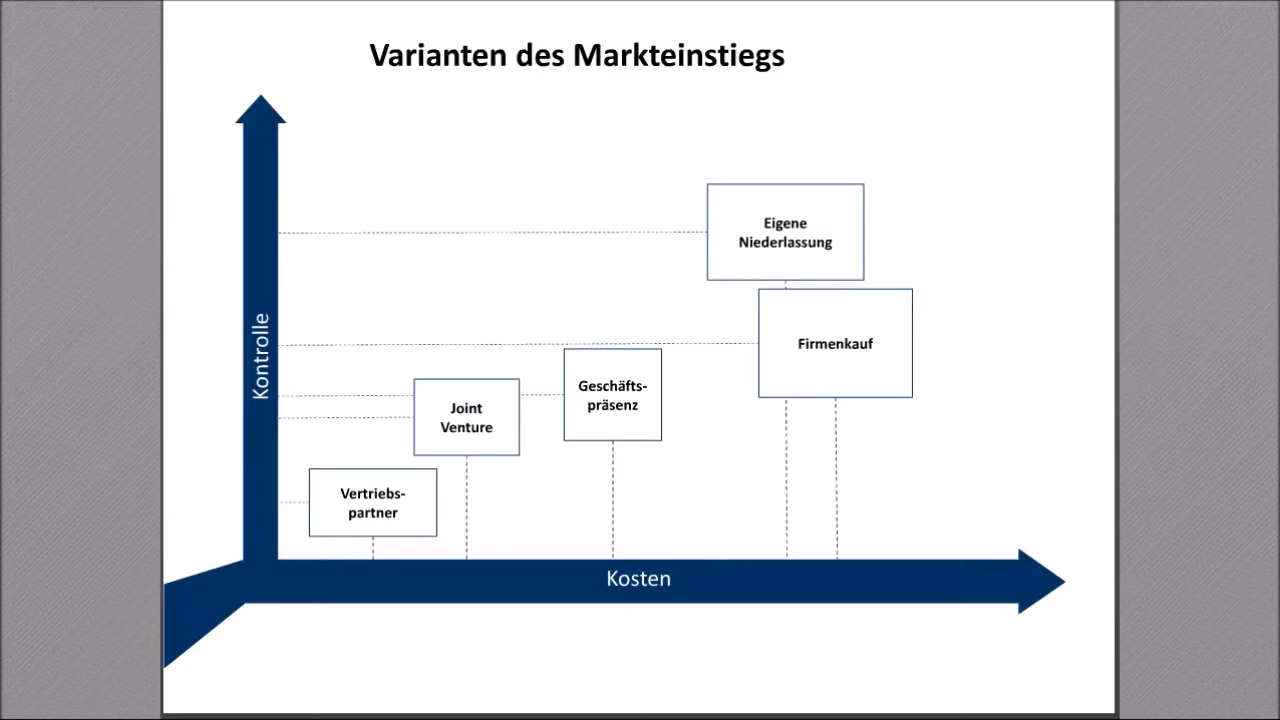 Varianten des Markteinstiegs
Eigene
Niederlassung
Firmenkauf
Kontrolle
Geschäfts-
präsenz
Joint
Venture
Vertriebs-
partner
Kosten